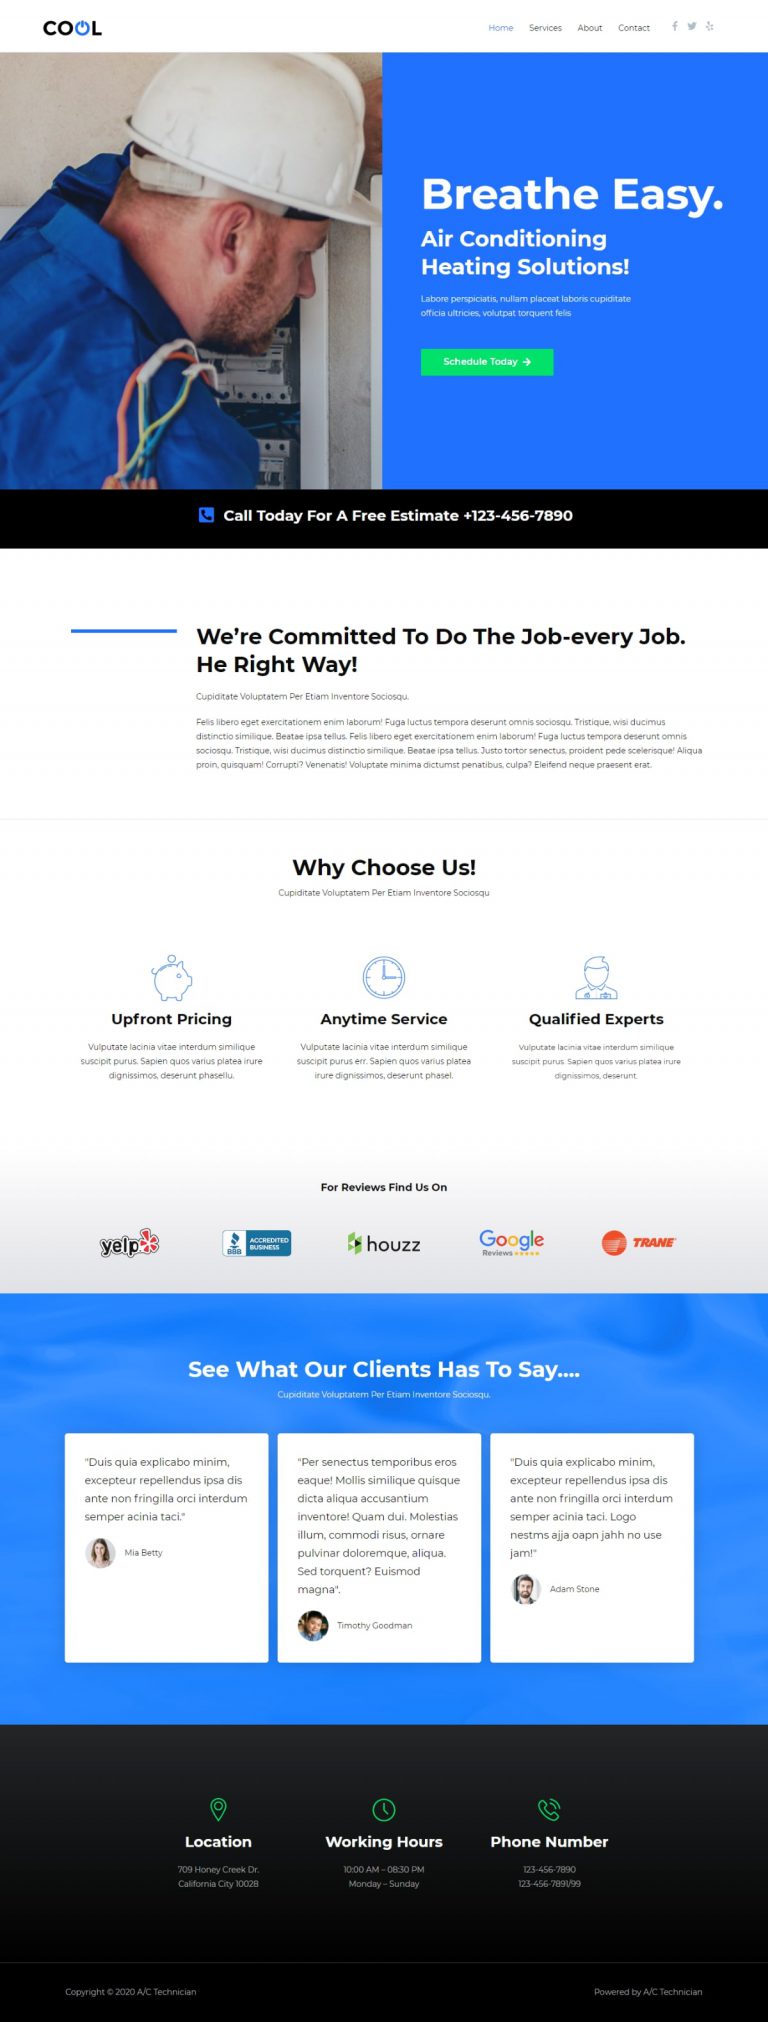 COOL
Home Services About Contact
Breathe Easy.
Air Conditioning
Heating Solutions!
Labore perspiciatis, nullam placeat laboris cupiditate
officia ultricies, volutpat torquent felis
Schedule Today
Call Today For A Free Estimate +123-456-7890
We’re Committed To Do The Job-every Job.
He Right Way!
Cupiditate Voluptatem Per Etiam Inventore Sociosqu.
Felis libero eget exercitationem enim laborum! Fuga luctus tempora deserunt omnis sociosqu. Tristique, wisi ducimus
distinctio similique. Beatae ipsa tellus. Felis libero eget exercitationem enim laborum! Fuga luctus tempora deserunt omnis
sociosqu. Tristique, wisi ducimus distinctio similique. Beatae ipsa tellus. Justo tortor senectus, proident pede scelerisque! Aliqua
proin, quisquam! Corrupti? Venenatis! Voluptate minima dictumst penatibus, culpa? Eleifend neque praesent erat.
Why Choose Us!
Cupiditate Voluptatem Per Etiam Inventore Sociosqu
Upfront Pricing
Vulputate lacinia vitae interdum similique
suscipit purus. Sapien quos varius platea irure
dignissimos, deserunt phasellu.
Anytime Service
Vulputate lacinia vitae interdum similique
suscipit purus err. Sapien quos varius platea
irure dignissimos, deserunt phasel.
Qualified Experts
Vulputate lacinia vitae interdum similique
suscipit purus. Sapien quos varius platea irure
dignissimos, deserunt.
For Reviews Find Us On
yelp
BBB
ACCREDITED
BUSINESS
houzz
Google
Reviews
TRANE
See What Our Clients Has To Say....
Cupiditate Voluptatem Per Etiam Inventore Sociosqu.
"Duis quia explicabo minim,
excepteur repellendus ipsa dis
ante non fringilla orci interdum
semper acinia taci."
Mia Betty
"Per senectus temporibus eros
eaque! Mollis similique quisque
dicta aliqua accusantium
inventore! Quam dui. Molestias
illum, commodi risus, ornare
pulvinar doloremque, aliqua.
Sed torquent? Euismod
magna".
Timothy Goodman
"Duis quia explicabo minim,
excepteur repellendus ipsa dis
ante non fringilla orci interdum
semper acinia taci. Logo
nestms ajja oapn jahh no use
jam!"
Adam Stone
Location
709 Honey Creek Dr.
California City 10028
Working Hours
10:00 AM – 08:30 PM
Monday – Sunday
Phone Number
123-456-7890
123-456-7891/99
Copyright © 2020 A/C Technician
Powered by A/C Technician